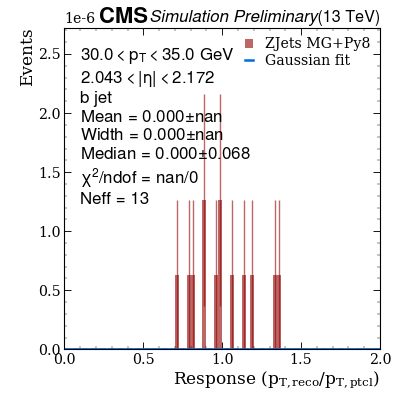 1e-6 CMS Simulation Preliminary (13 TeV)
Events
ZJets MG+Py8
Gaussian fit
30.0 < pT < 35.0 GeV
2.043 < |η| < 2.172
b jet
Mean = 0.000±nan
Width = 0.000±nan
Median = 0.000±0.068
χ²/ndof = nan/0
Neff = 13
2.5
2.0
1.5
1.0
0.5
0.0
0.0 0.5 1.0 1.5 2.0
Response (pT,reco/pT,ptcl)